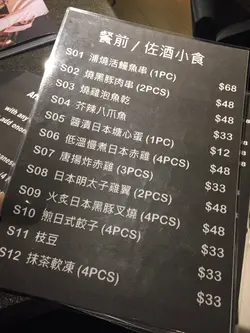 餐前 / 佐酒小食
S01 浦燒活鰻魚串 (1PC) $68
S02 燒黑豚肉串 (2PCS) $48
S03 燒雞泡魚乾 $48
S04 芥辣八爪魚 $33
S05 醬漬日本糖心蛋 (1PC) $12
S06 低溫慢煮日本赤雞 (4PCS) $48
S07 唐揚炸赤雞 (3PCS) $33
S08 日本明太子雞翼 (2PCS) $48
S09 火炙日本黑豚叉燒 (4PCS) $48
S10 煎日式餃子 (4PCS) $33
S11 枝豆 $33
S12 抹茶軟凍 (4PCS) $33
with any